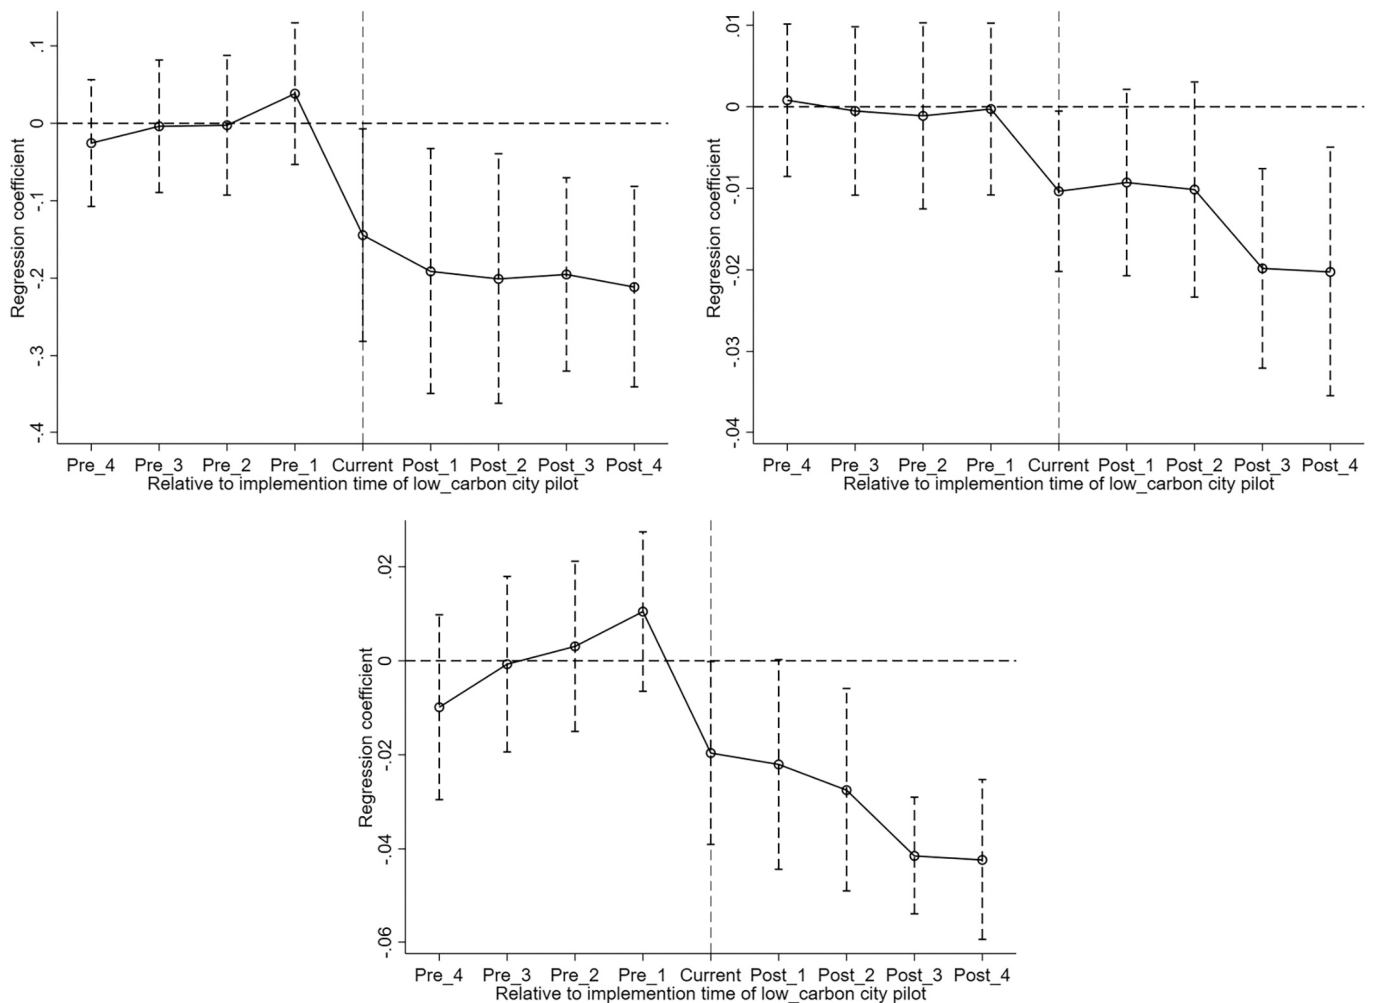 Regression coefficient
.1
0
-.1
-.2
-.3
-.4
Pre_4 Pre_3 Pre_2 Pre_1 Current Post_1 Post_2 Post_3 Post_4
Relative to implemention time of low_carbon city pilot
Regression coefficient
.01
0
-.01
-.02
-.03
-.04
Pre_4 Pre_3 Pre_2 Pre_1 Current Post_1 Post_2 Post_3 Post_4
Relative to implemention time of low_carbon city pilot
Regression coefficient
.02
0
-.02
-.04
-.06
Pre_4 Pre_3 Pre_2 Pre_1 Current Post_1 Post_2 Post_3 Post_4
Relative to implemention time of low_carbon city pilot